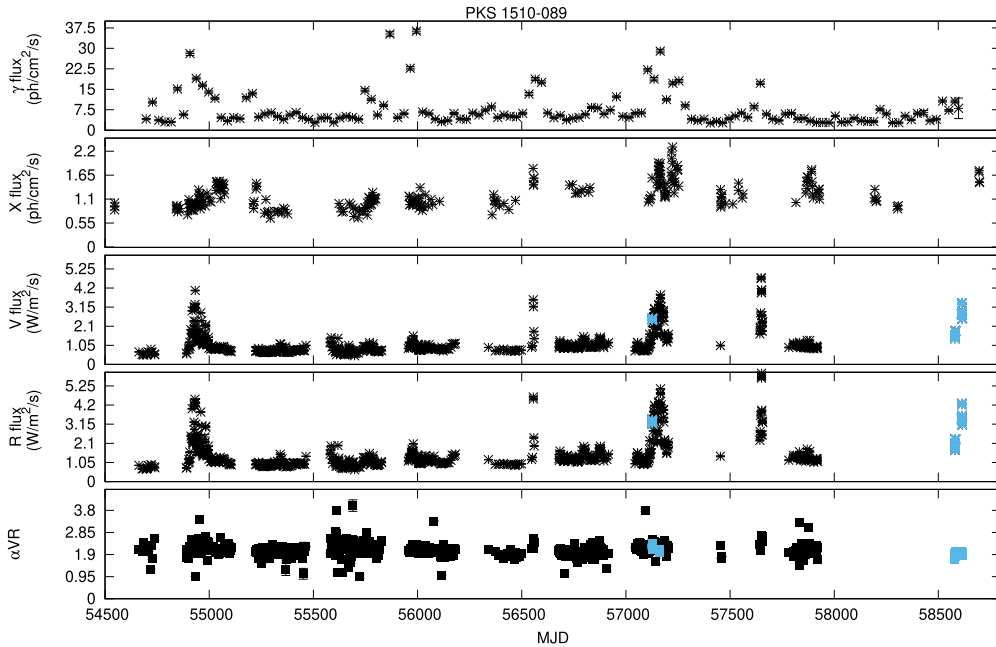 PKS 1510-089
γ flux
(ph/cm²/s)
37.5
30
22.5
15
7.5
0
X flux
(ph/cm²/s)
2.2
1.65
1.1
0.55
0
V flux
(W/m²/s)
5.25
4.2
3.15
2.1
1.05
0
R flux
(W/m²/s)
5.25
4.2
3.15
2.1
1.05
0
αVR
3.8
2.85
1.9
0.95
0
54500 55000 55500 56000 56500 57000 57500 58000 58500
MJD